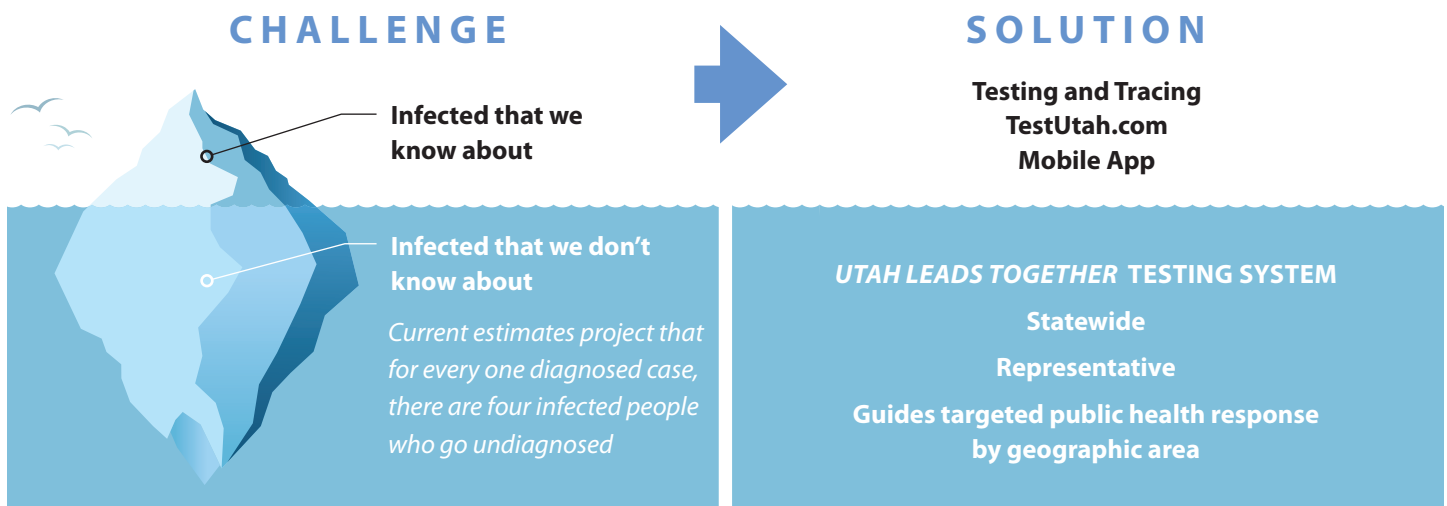 CHALLENGE
Infected that we
know about
Infected that we don't
know about
Current estimates project that
for every one diagnosed case,
there are four infected people
who go undiagnosed
SOLUTION
Testing and Tracing
TestUtah.com
Mobile App
UTAH LEADS TOGETHER TESTING SYSTEM
Statewide
Representative
Guides targeted public health response
by geographic area